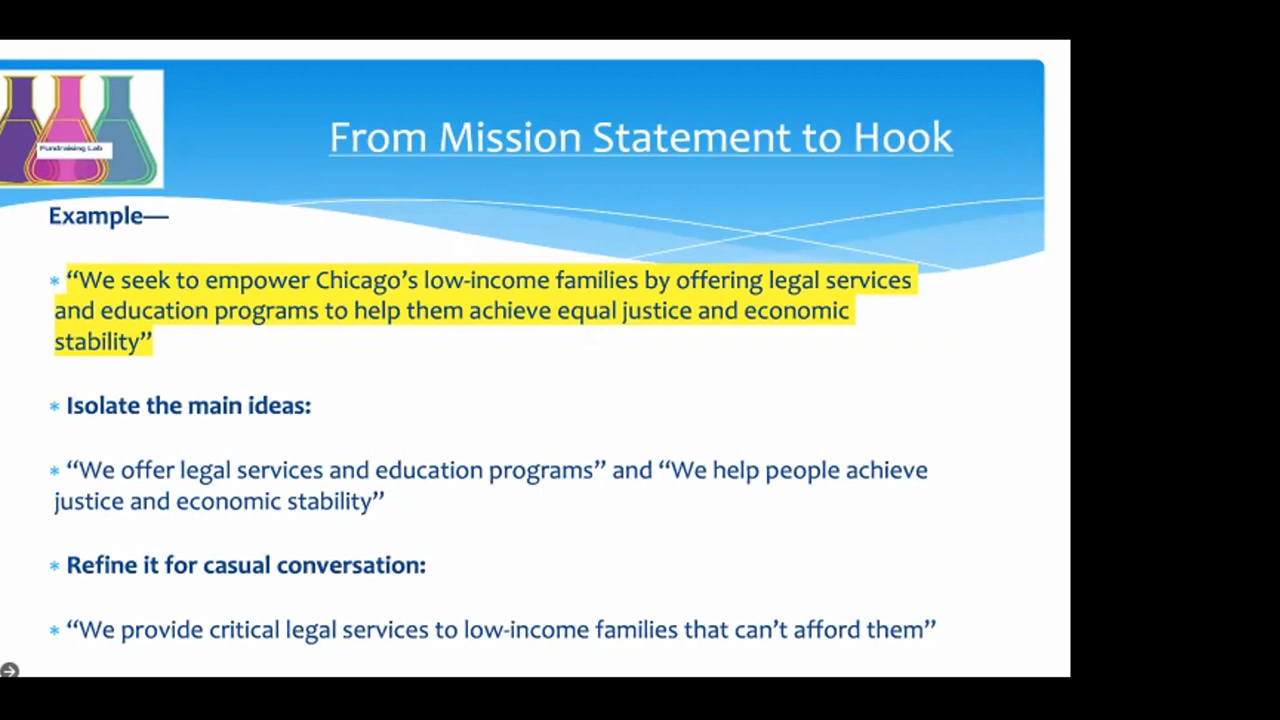 Fundraising Lab
From Mission Statement to Hook
Example—
* “We seek to empower Chicago’s low-income families by offering legal services
and education programs to help them achieve equal justice and economic
stability”
* Isolate the main ideas:
* “We offer legal services and education programs” and “We help people achieve
justice and economic stability”
* Refine it for casual conversation:
* “We provide critical legal services to low-income families that can’t afford them”